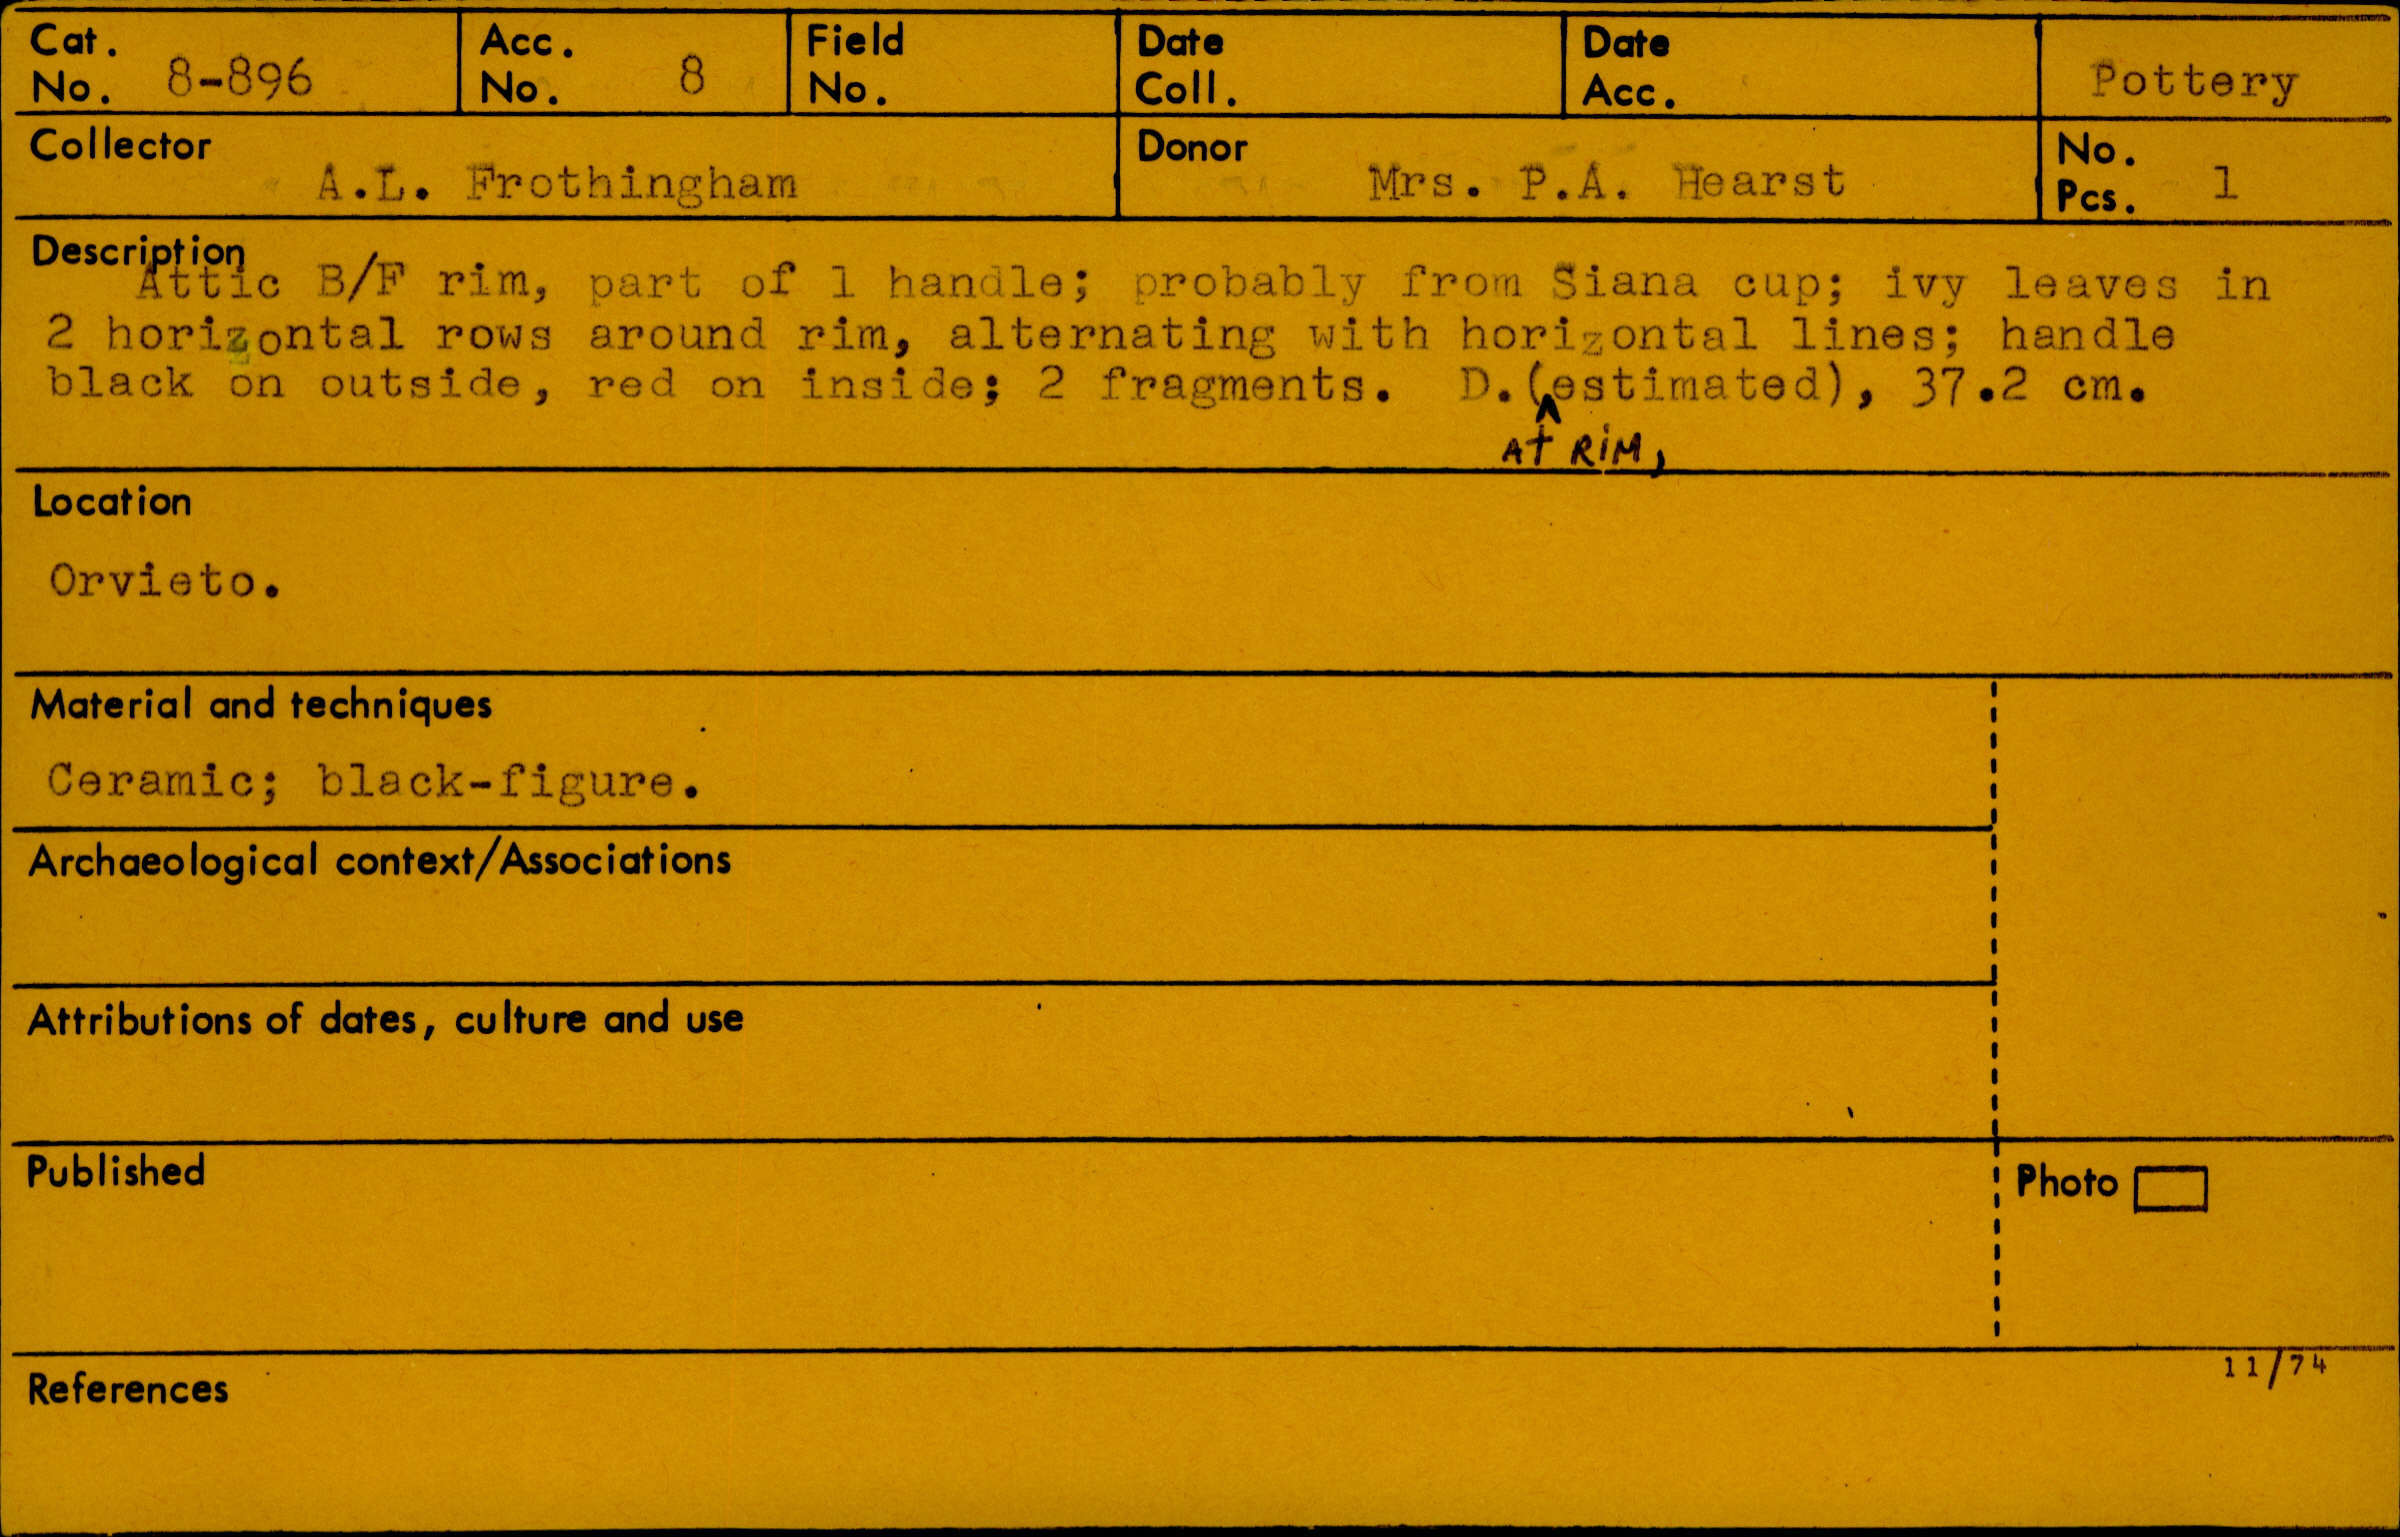 Cat. No. 8-896
Acc. No. 8
Field No.
Date Coll.
Date Acc.
Pottery
Collector
A.L. Frothingham
Donor
Mrs. P.A. Hearst
No. Pcs. 1
Description
Attic B/F rim, part of 1 handle; probably from Siana cup; ivy leaves in
2 horizontal rows around rim, alternating with horizontal lines; handle
black on outside, red on inside; 2 fragments. D.(estimated), 37.2 cm.
^
At RiM,
Location
Orvieto.
Material and techniques
Ceramic; black-figure.
Archaeological context/Associations
Attributions of dates, culture and use
Published
Photo
11/74
References